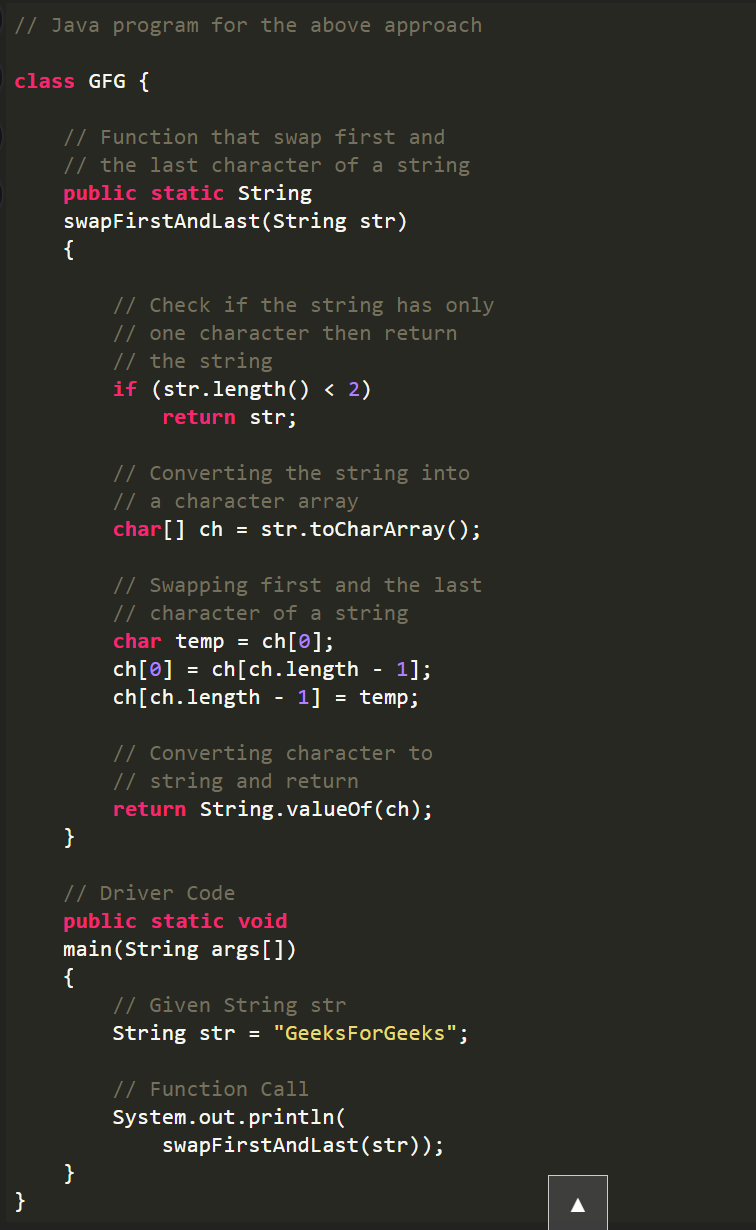 // Java program for the above approach
class GFG {
// Function that swap first and
// the last character of a string
public static String
swapFirstAndLast(String str)
{
// Check if the string has only
// one character then return
// the string
if (str.length() < 2)
return str;
// Converting the string into
// a character array
char[] ch = str.toCharArray();
// Swapping first and the last
// character of a string
char temp = ch[0];
ch[0] = ch[ch.length - 1];
ch[ch.length - 1] = temp;
// Converting character to
// string and return
return String.valueOf(ch);
}
// Driver Code
public static void
main(String args[])
{
// Given String str
String str = "GeeksForGeeks";
// Function Call
System.out.println(
swapFirstAndLast(str));
}
}